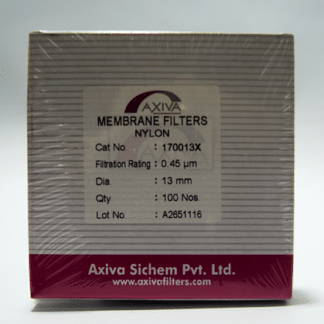 AXIVA
MEMBRANE FILTERS
NYLON
Cat No. : 170013X
Filtration Rating : 0.45 µm
Dia : 13 mm
Qty : 100 Nos.
Lot No. : A2651116
Axiva Sichem Pvt. Ltd.
www.axivafilters.com